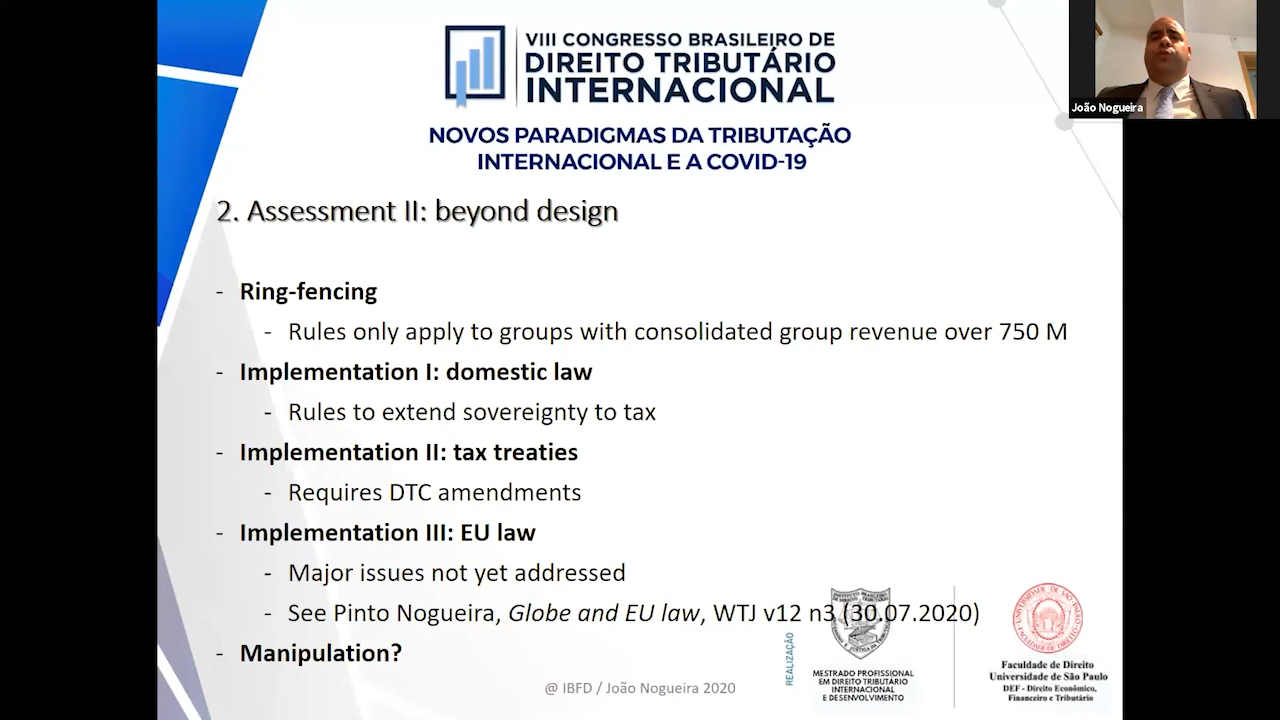 VIII CONGRESSO BRASILEIRO DE
DIREITO TRIBUTÁRIO
INTERNACIONAL
NOVOS PARADIGMAS DA TRIBUTAÇÃO
INTERNACIONAL E A COVID-19
João Nogueira
2. Assessment II: beyond design
- Ring-fencing
- Rules only apply to groups with consolidated group revenue over 750 M
- Implementation I: domestic law
- Rules to extend sovereignty to tax
- Implementation II: tax treaties
- Requires DTC amendments
- Implementation III: EU law
- Major issues not yet addressed
- See Pinto Nogueira, Globe and EU law, WTJ v12 n3 (30.07.2020)
- Manipulation?
@ IBFD / João Nogueira 2020
REALIZAÇÃO
MESTRADO PROFISSIONAL
EM DIREITO TRIBUTÁRIO
INTERNACIONAL
E DESENVOLVIMENTO
Faculdade de Direito
Universidade de São Paulo
DEF - Direito Econômico,
Financeiro e Tributário